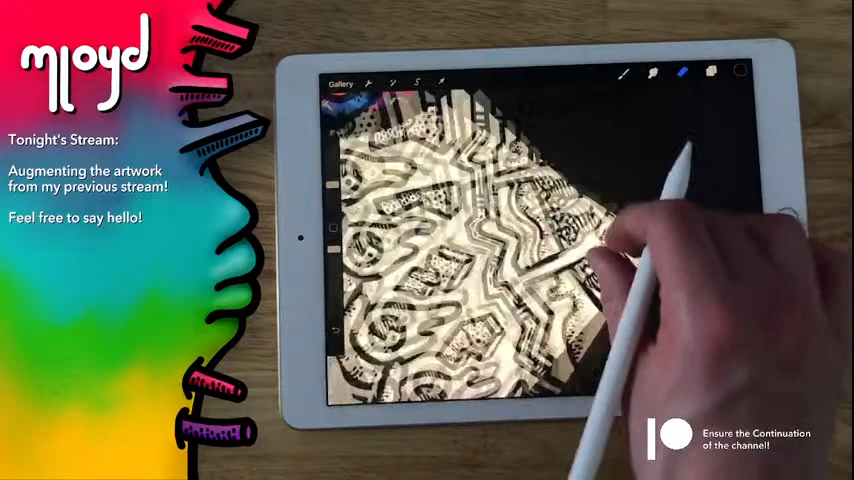 mloyd
Tonight's Stream:
Augmenting the artwork
from my previous stream!
Feel free to say hello!
Gallery
Ensure the Continuation
of the channel!